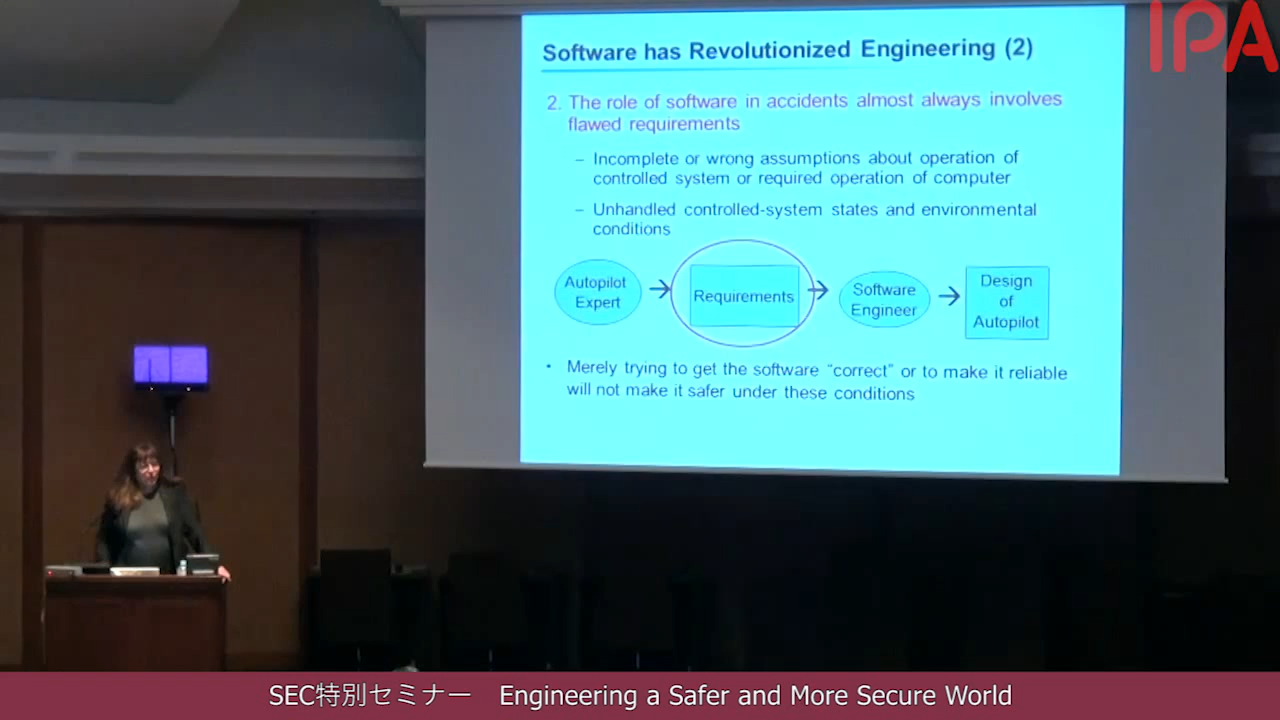 IPA
Software has Revolutionized Engineering (2)
2. The role of software in accidents almost always involves
flawed requirements
– Incomplete or wrong assumptions about operation of
controlled system or required operation of computer
– Unhandled controlled-system states and environmental
conditions
Autopilot
Expert
Requirements
Software
Engineer
Design
of
Autopilot
• Merely trying to get the software "correct" or to make it reliable
will not make it safer under these conditions
SEC特別セミナー Engineering a Safer and More Secure World